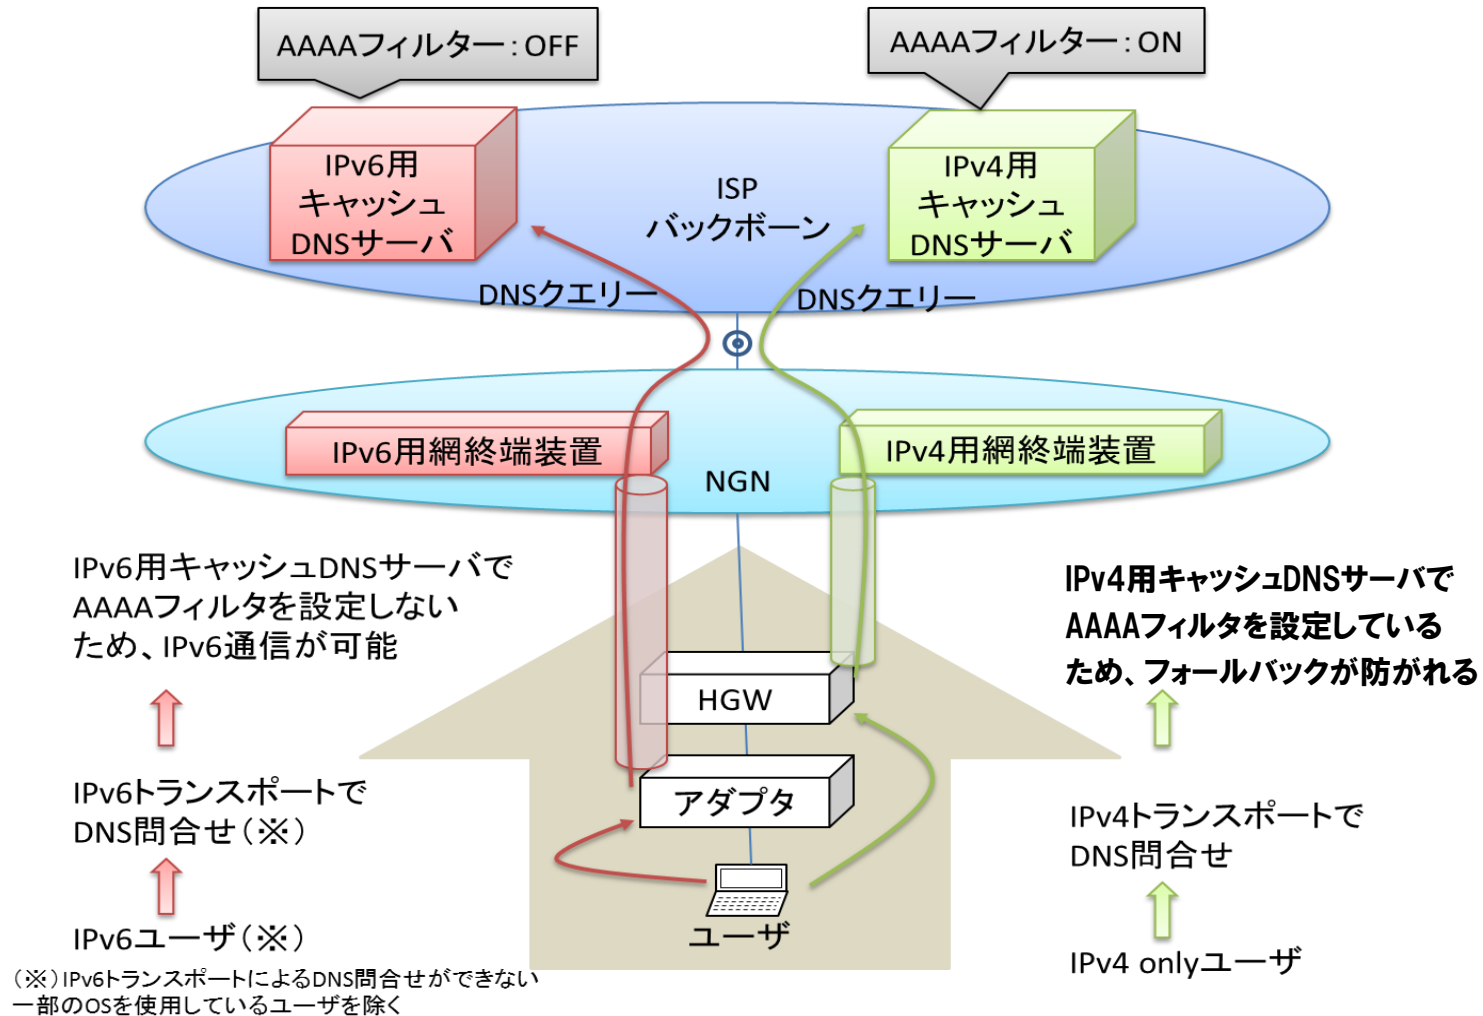 AAAAフィルター：OFF
AAAAフィルター：ON
IPv6用
キャッシュ
DNSサーバ
ISP
バックボーン
IPv4用
キャッシュ
DNSサーバ
DNSクエリー
DNSクエリー
IPv6用網終端装置
IPv4用網終端装置
NGN
IPv6用キャッシュDNSサーバで
AAAAフィルタを設定しない
ため、IPv6通信が可能
IPv4用キャッシュDNSサーバで
AAAAフィルタを設定している
ため、フォールバックが防がれる
HGW
アダプタ
ユーザ
IPv6トランスポートで
DNS問合せ（※）
IPv4トランスポートで
DNS問合せ
IPv6ユーザ（※）
IPv4 onlyユーザ
（※）IPv6トランスポートによるDNS問合せができない
一部のOSを使用しているユーザを除く